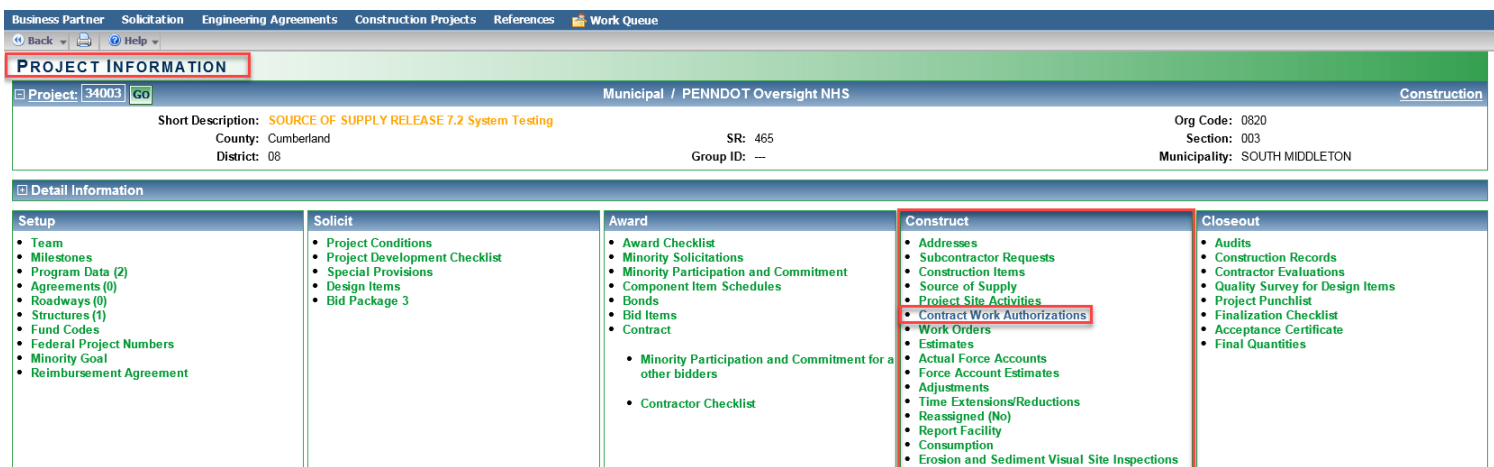 Business Partner Solicitation Engineering Agreements Construction Projects References Work Queue
Back Help
PROJECT INFORMATION
Project: 34003 GO Municipal / PENNDOT Oversight NHS Construction
Short Description: SOURCE OF SUPPLY RELEASE 7.2 System Testing Org Code: 0820
County: Cumberland SR: 465 Section: 003
District: 08 Group ID: --- Municipality: SOUTH MIDDLETON
Detail Information
Setup
• Team
• Milestones
• Program Data (2)
• Agreements (0)
• Roadways (0)
• Structures (1)
• Fund Codes
• Federal Project Numbers
• Minority Goal
• Reimbursement Agreement
Solicit
• Project Conditions
• Project Development Checklist
• Special Provisions
• Design Items
• Bid Package 3
Award
• Award Checklist
• Minority Solicitations
• Minority Participation and Commitment
• Component Item Schedules
• Bonds
• Bid Items
• Contract
• Minority Participation and Commitment for a
other bidders
• Contractor Checklist
Construct
• Addresses
• Subcontractor Requests
• Construction Items
• Source of Supply
• Project Site Activities
• Contract Work Authorizations
• Work Orders
• Estimates
• Actual Force Accounts
• Force Account Estimates
• Adjustments
• Time Extensions/Reductions
• Reassigned (No)
• Report Facility
• Consumption
• Erosion and Sediment Visual Site Inspections
Closeout
• Audits
• Construction Records
• Contractor Evaluations
• Quality Survey for Design Items
• Project Punchlist
• Finalization Checklist
• Acceptance Certificate
• Final Quantities